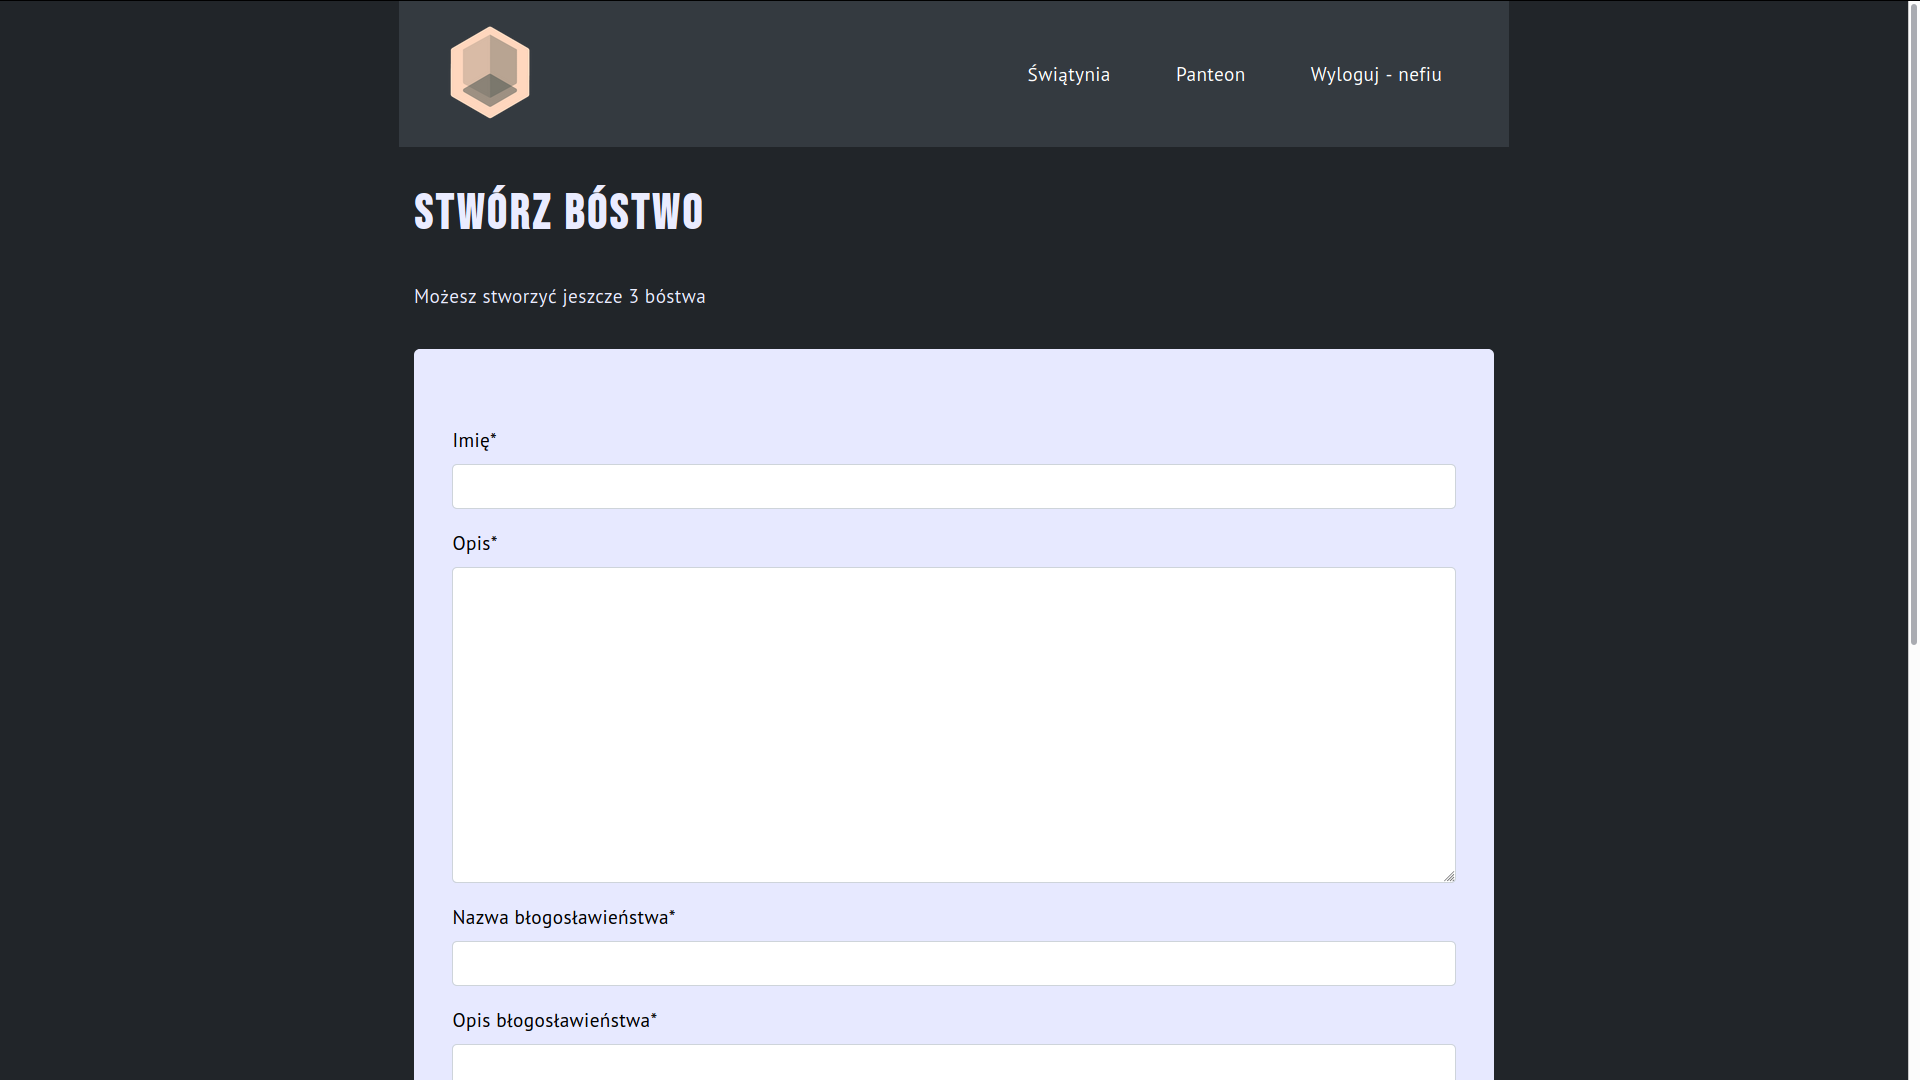 Świątynia Panteon Wyloguj - nefiu
STWÓRZ BÓSTWO
Możesz stworzyć jeszcze 3 bóstwa
Imię*
Opis*
Nazwa błogosławieństwa*
Opis błogosławieństwa*